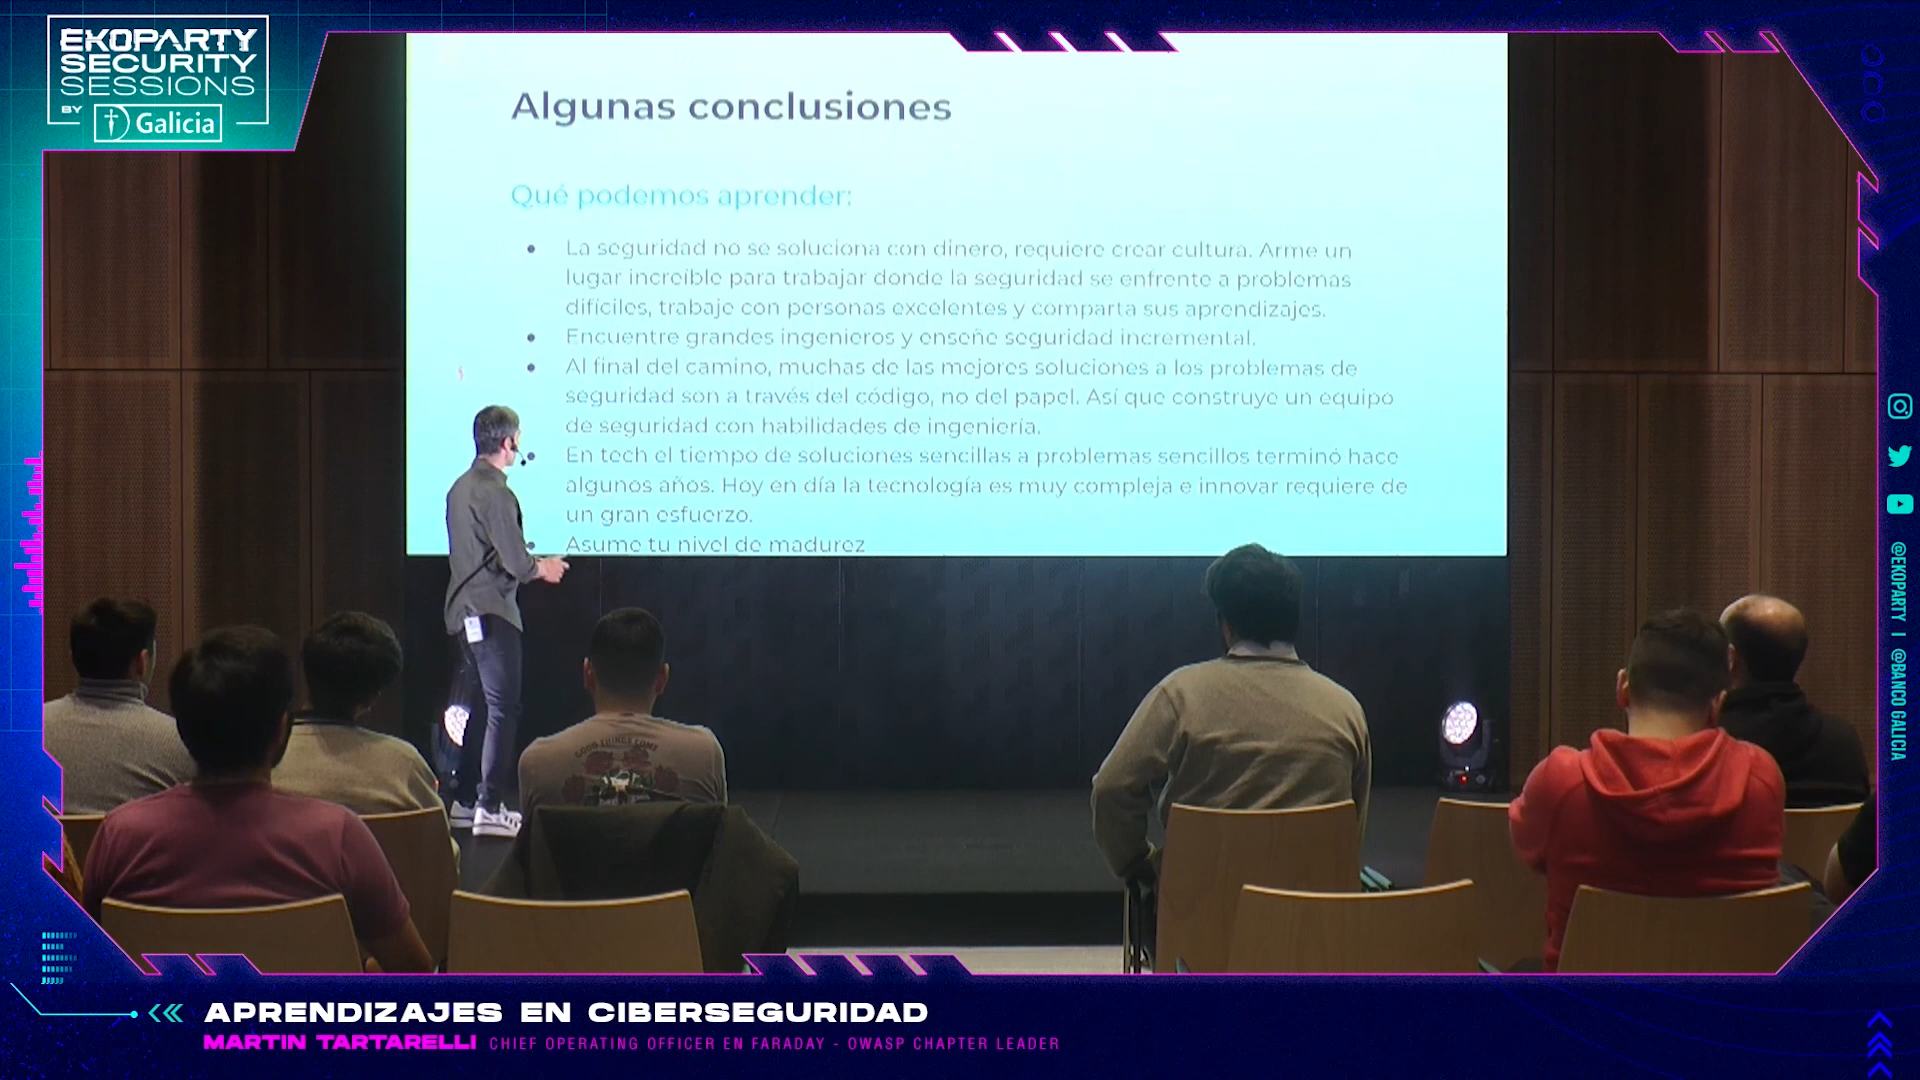 EKOPARTY
SECURITY
SESSIONS
BY Galicia
Algunas conclusiones
Qué podemos aprender:
La seguridad no se soluciona con dinero, requiere crear cultura. Arme un
lugar increíble para trabajar donde la seguridad se enfrente a problemas
difíciles, trabaje con personas excelentes y comparta sus aprendizajes.
Encuentre grandes ingenieros y enseñe seguridad incremental.
Al final del camino, muchas de las mejores soluciones a los problemas de
seguridad son a través del código, no del papel. Así que construye un equipo
de seguridad con habilidades de ingeniería.
En tech el tiempo de soluciones sencillas a problemas sencillos terminó hace
algunos años. Hoy en día la tecnología es muy compleja e innovar requiere de
un gran esfuerzo.
Asume tu nivel de madurez
GOOD THINGS COME
@EKOPARTY | @BANCO GALICIA
APRENDIZAJES EN CIBERSEGURIDAD
MARTIN TARTARELLI CHIEF OPERATING OFFICER EN FARADAY - OWASP CHAPTER LEADER